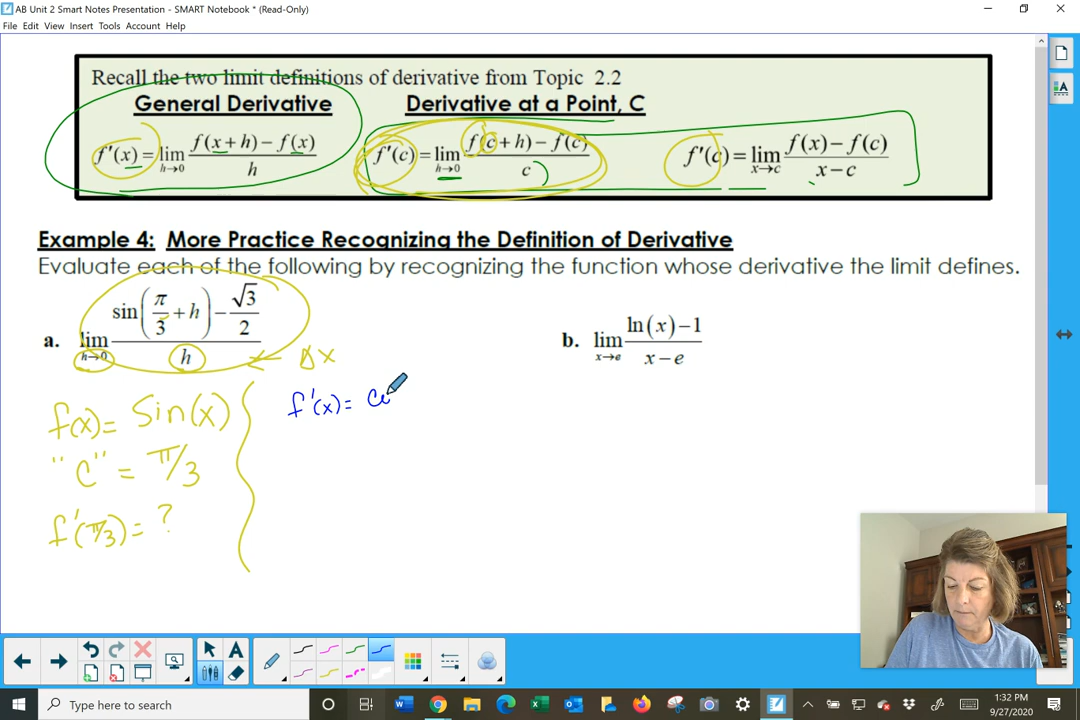 AB Unit 2 Smart Notes Presentation - SMART Notebook * (Read-Only)
File Edit View Insert Tools Department Account Help
Recall the two limit definitions of derivative from Topic 2.2
General Derivative Derivative at a Point, C
f'(x)=lim h→0 f(x+h)−f(x) / h f'(c)=lim h→0 f(c+h)−f(c) / c f'(c)=lim x→c f(x)−f(c) / x−c
Example 4: More Practice Recognizing the Definition of Derivative
Evaluate each of the following by recognizing the function whose derivative the limit defines.
a. lim h→0 sin(π/3+h)−√3/2 / h ← Δx
b. lim x→e ln(x)−1 / x−e
f(x)= Sin(x)
"C" = π/3
f'(π/3)= ?
f'(x)= co
Type here to search
1:32 PM
9/27/2020